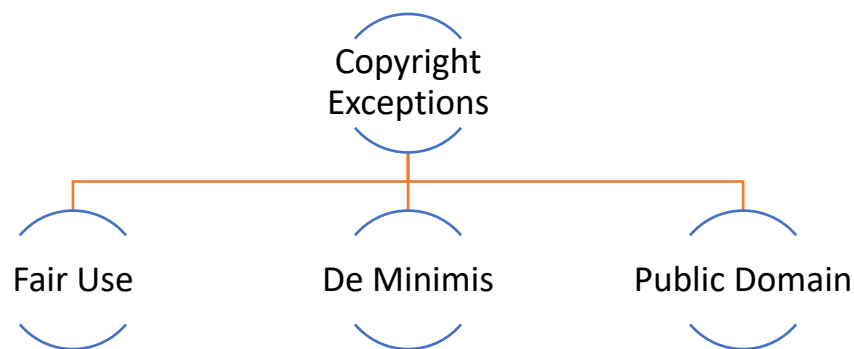 Copyright
Exceptions
Fair Use
De Minimis
Public Domain